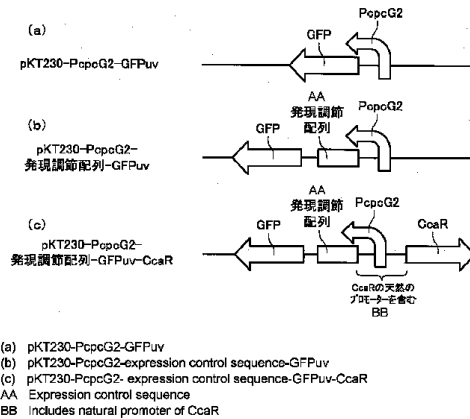 (a)
pKT230-PcpcG2-GFPuv
GFP
PcpcG2
(b)
pKT230-PcpcG2-
発現調節配列-GFPuv
GFP
AA
発現調節
配列
PcpcG2
(c)
pKT230-PcpcG2-
発現調節配列-GFPuv-CcaR
GFP
AA
発現調節
配列
PcpcG2
CcaR
CcaRの天然の
プロモーターを含む
BB
(a) pKT230-PcpcG2-GFPuv
(b) pKT230-PcpcG2-expression control sequence-GFPuv
(c) pKT230-PcpcG2- expression control sequence-GFPuv-CcaR
AA Expression control sequence
BB Includes natural promoter of CcaR